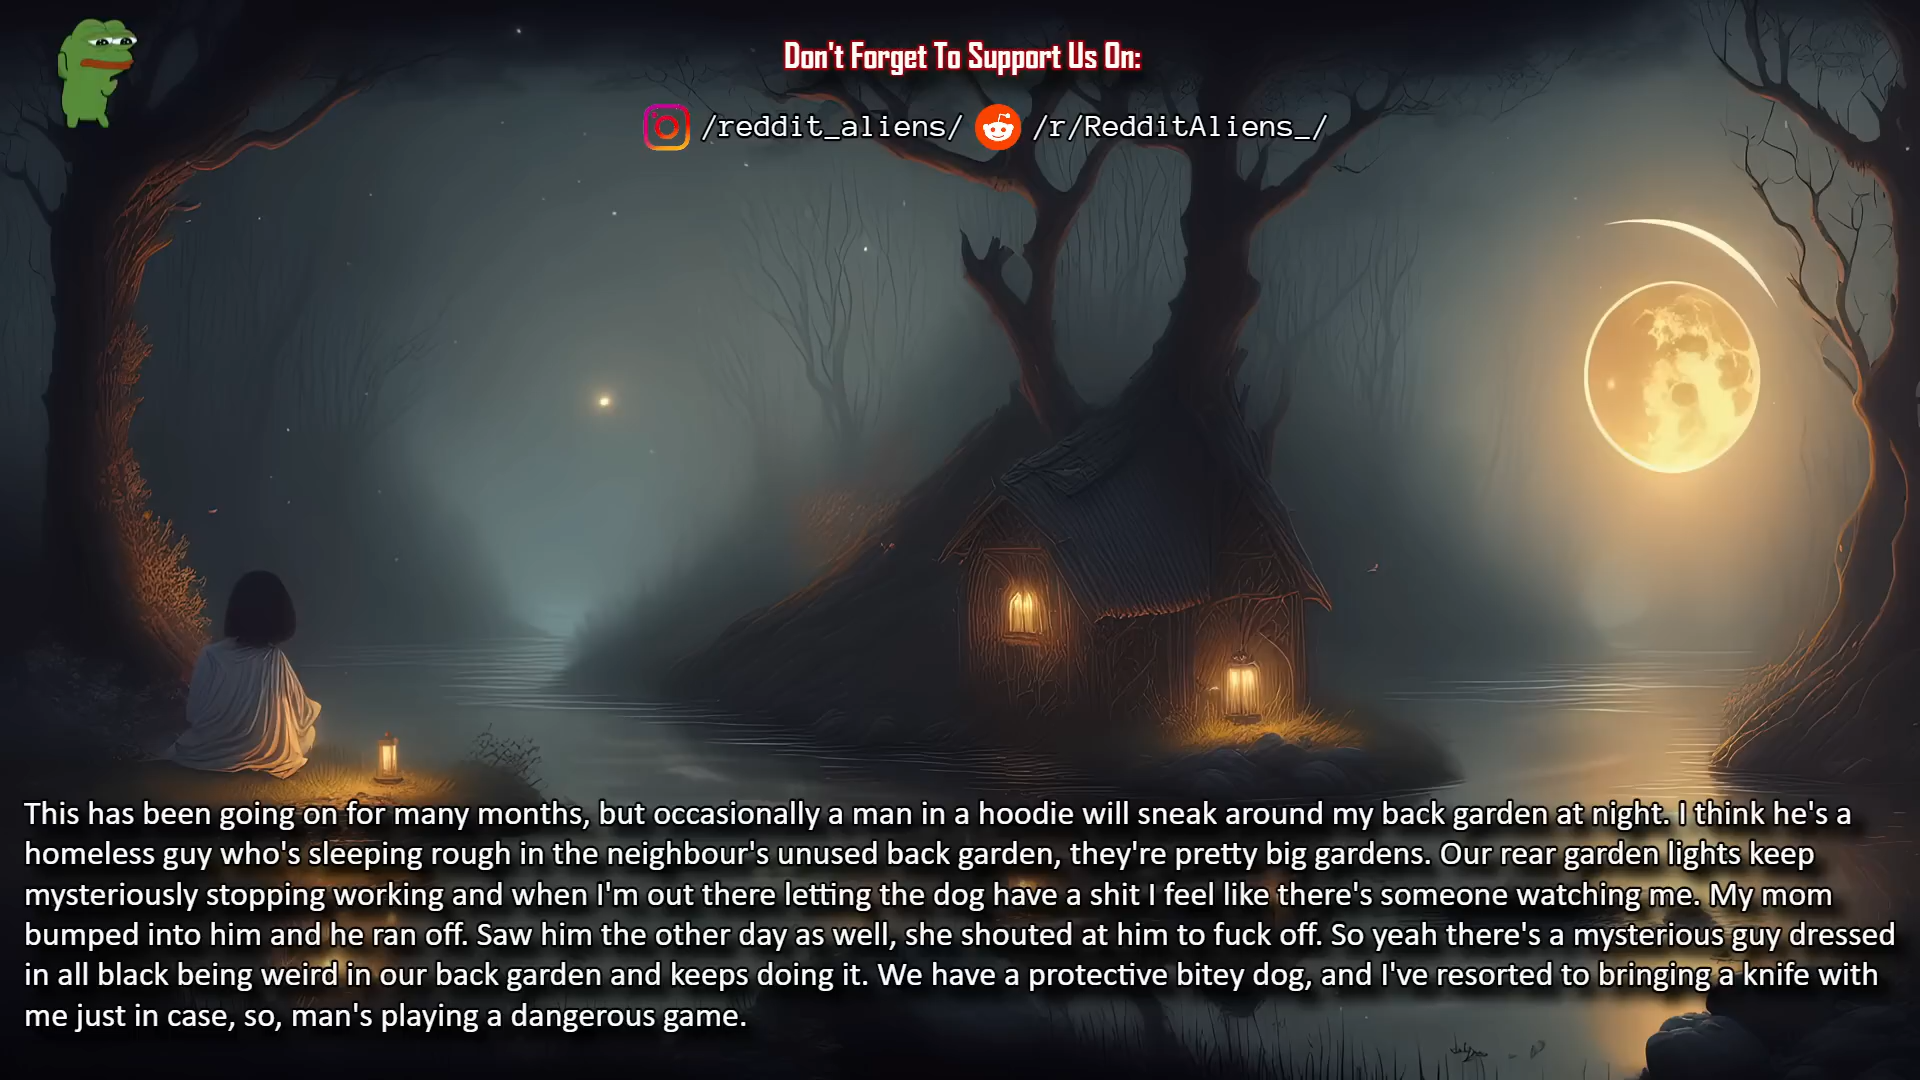 Don't Forget To Support Us On:
/reddit_aliens/ /r/RedditAliens_/
This has been going on for many months, but occasionally a man in a hoodie will sneak around my back garden at night. I think he's a
homeless guy who's sleeping rough in the neighbour's unused back garden, they're pretty big gardens. Our rear garden lights keep
mysteriously stopping working and when I'm out there letting the dog have a shit I feel like there's someone watching me. My mom
bumped into him and he ran off. Saw him the other day as well, she shouted at him to fuck off. So yeah there's a mysterious guy dressed
in all black being weird in our back garden and keeps doing it. We have a protective bitey dog, and I've resorted to bringing a knife with
me just in case, so, man's playing a dangerous game.